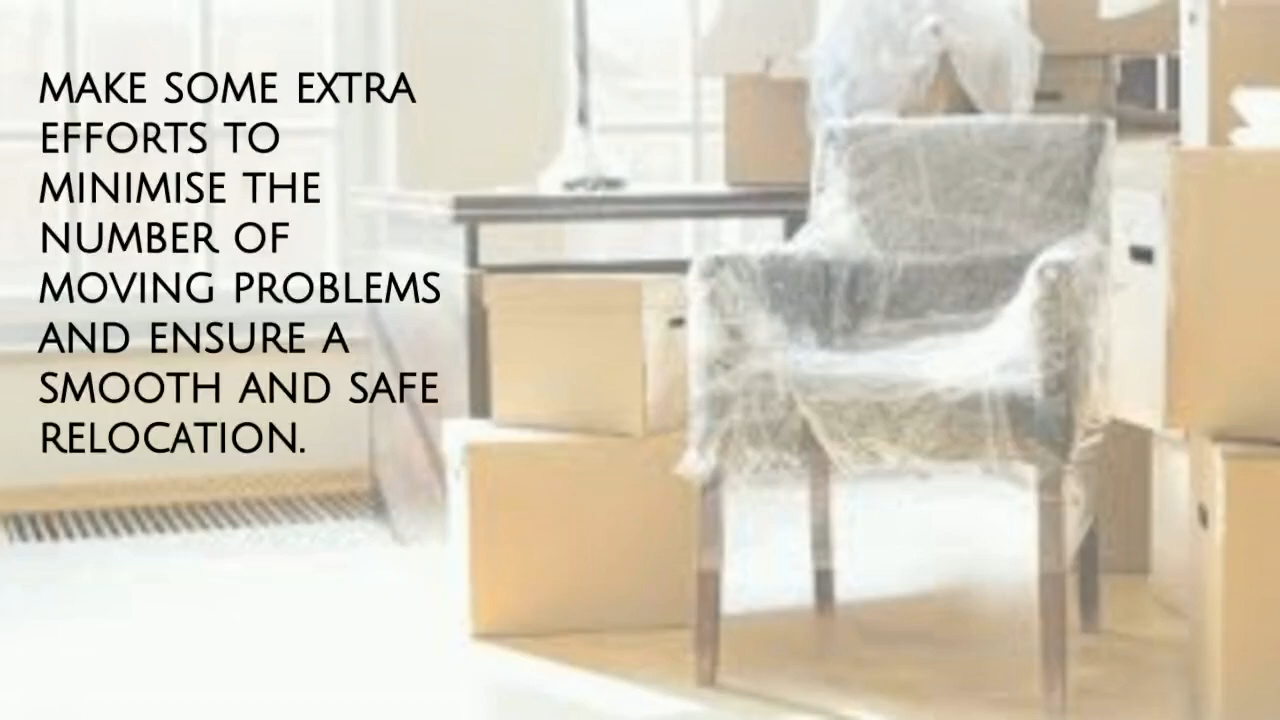 MAKE SOME EXTRA
EFFORTS TO
MINIMISE THE
NUMBER OF
MOVING PROBLEMS
AND ENSURE A
SMOOTH AND SAFE
RELOCATION.